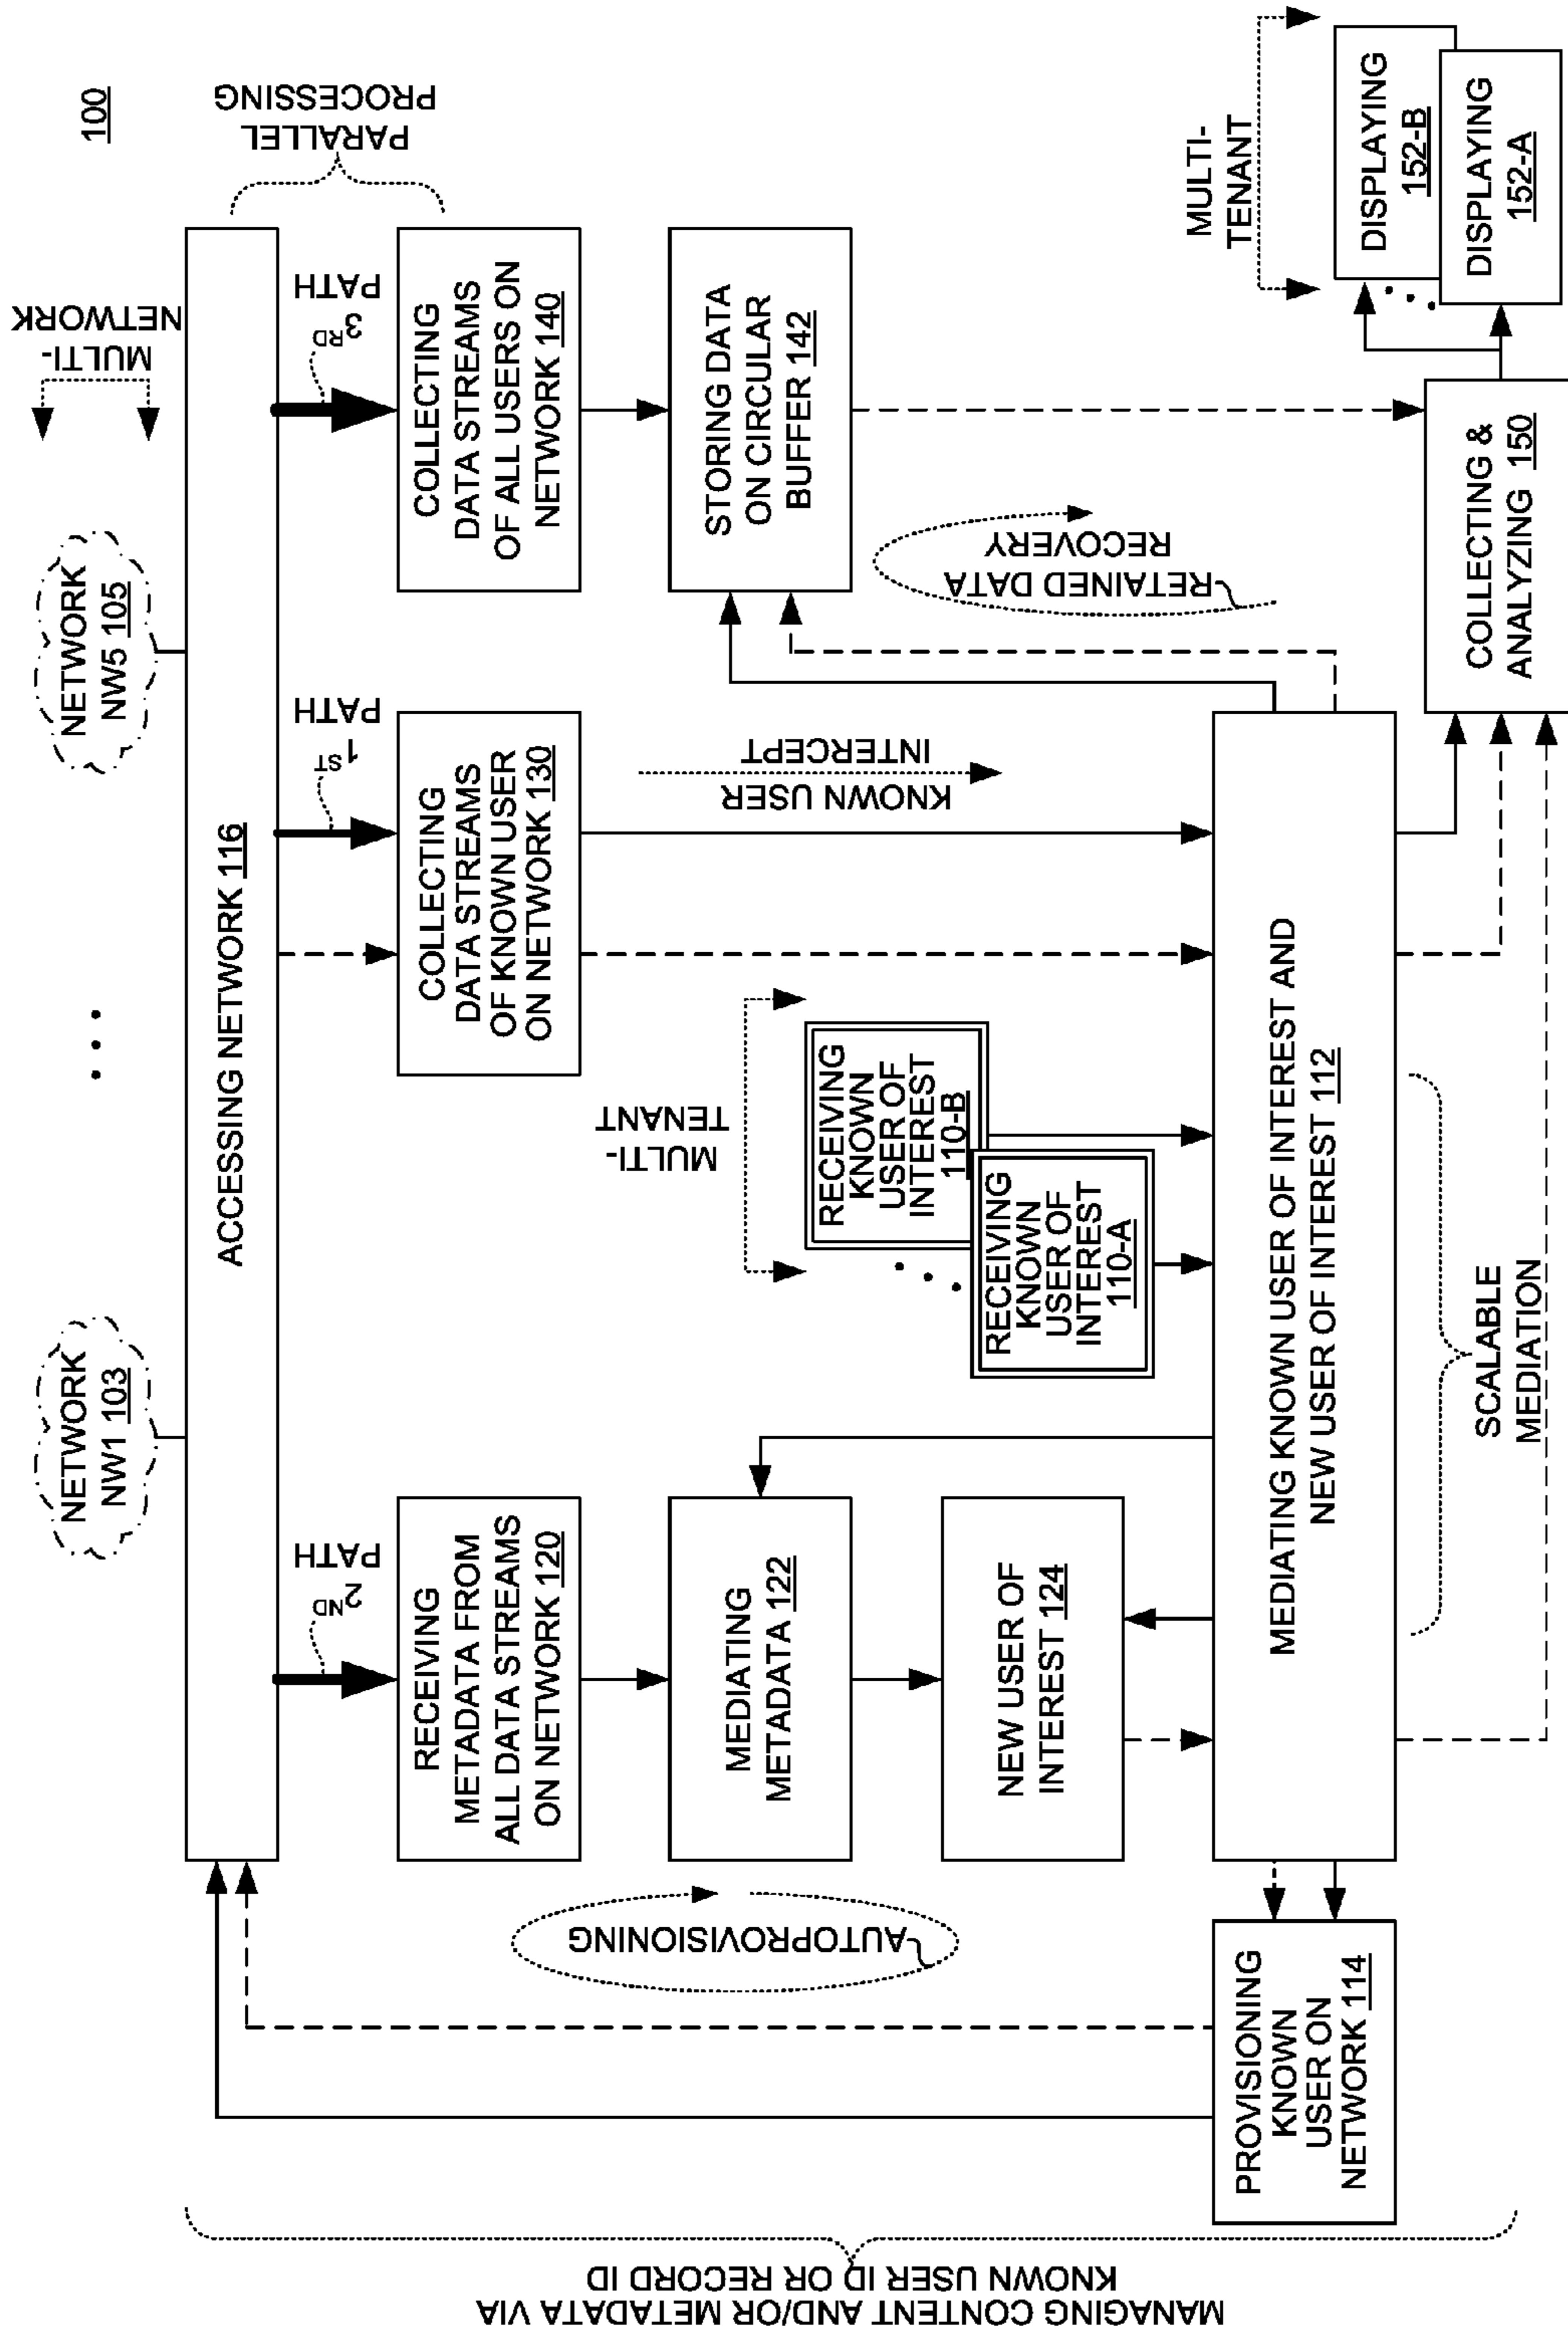 100
MULTI-
NETWORK
NETWORK
NW1 103
NETWORK
NW5 105
ACCESSING NETWORK 116
PARALLEL
PROCESSING
2ND
PATH
1ST
PATH
3RD
PATH
RECEIVING
METADATA FROM
ALL DATA STREAMS
ON NETWORK 120
COLLECTING
DATA STREAMS
OF KNOWN USER
ON NETWORK 130
COLLECTING
DATA STREAMS
OF ALL USERS ON
NETWORK 140
AUTOPROVISIONING
MEDIATING
METADATA 122
MULTI-
TENANT
KNOWN USER
INTERCEPT
STORING DATA
ON CIRCULAR
BUFFER 142
NEW USER OF
INTEREST 124
RECEIVING
KNOWN
USER OF
INTEREST
110-B
RECEIVING
KNOWN
USER OF
INTEREST
110-A
RETAINED DATA
RECOVERY
PROVISIONING
KNOWN
USER ON
NETWORK 114
MEDIATING KNOWN USER OF INTEREST AND
NEW USER OF INTEREST 112
MULTI-
TENANT
SCALABLE
MEDIATION
COLLECTING &
ANALYZING 150
DISPLAYING
152-B
DISPLAYING
152-A
MANAGING CONTENT AND/OR METADATA VIA
KNOWN USER ID OR RECORD ID